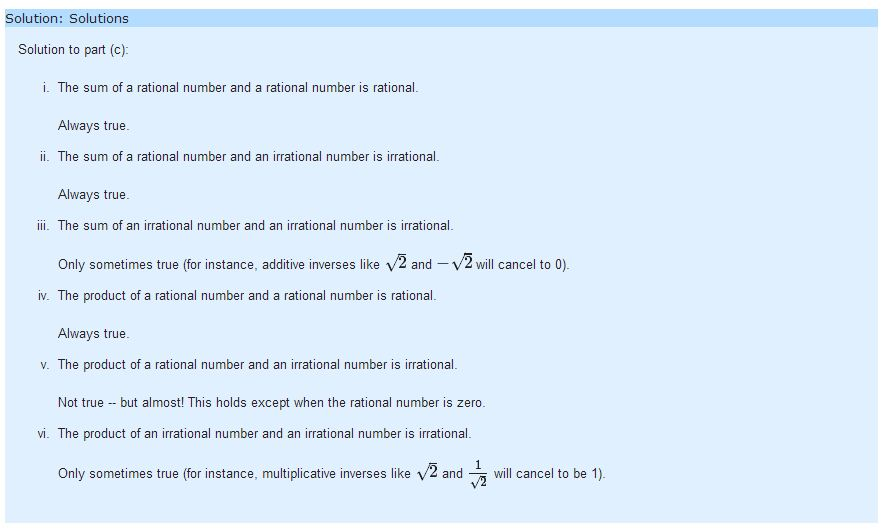 Solution: Solutions
Solution to part (c):
i. The sum of a rational number and a rational number is rational.
Always true.
ii. The sum of a rational number and an irrational number is irrational.
Always true.
iii. The sum of an irrational number and an irrational number is irrational.
Only sometimes true (for instance, additive inverses like √2 and −√2 will cancel to 0).
iv. The product of a rational number and a rational number is rational.
Always true.
v. The product of a rational number and an irrational number is irrational.
Not true -- but almost! This holds except when the rational number is zero.
vi. The product of an irrational number and an irrational number is irrational.
Only sometimes true (for instance, multiplicative inverses like √2 and 1/√2 will cancel to be 1).